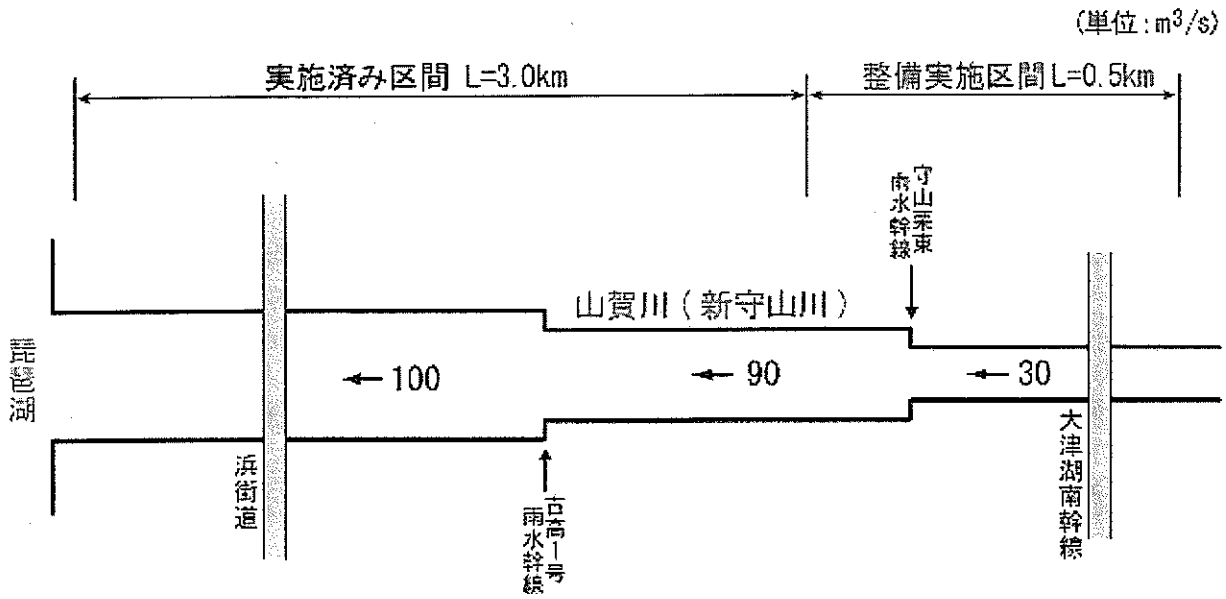 (単位:m³/s)
実施済み区間 L=3.0km
整備実施区間L=0.5km
守山栗東
雨水幹線
山賀川(新守山川)
琵琶湖
←100
←90
←30
浜街道
古高1号
雨水幹線
大津湖南幹線